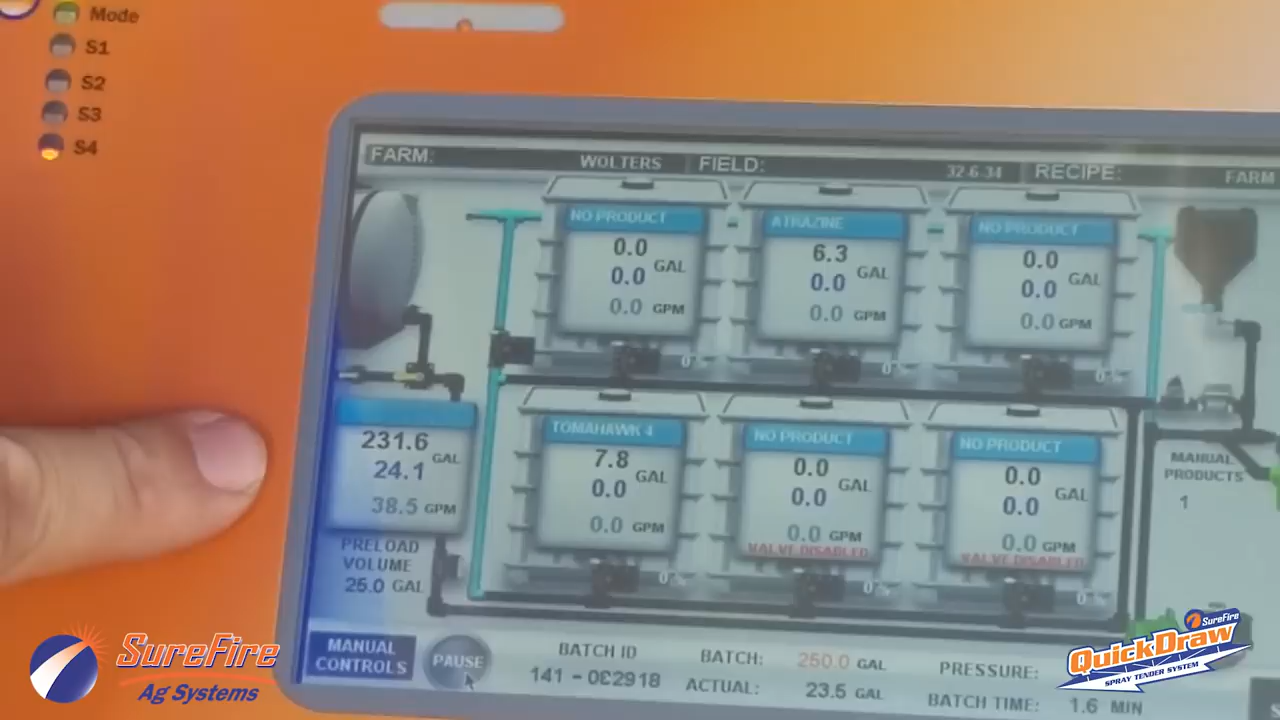 Mode
S1
S2
S3
S4
FARM: WOLTERS FIELD: 32-6-34 RECIPE: FARM
NO PRODUCT
0.0
GAL
0.0
0.0 GPM
0%
ATRAZINE
6.3
GAL
0.0
0.0 GPM
NO PRODUCT
0.0
GAL
0.0
0.0 GPM
231.6
GAL
24.1
38.5 GPM
PRELOAD
VOLUME
25.0 GAL
TOMAHAWK 4
7.8
GAL
0.0
0.0 GPM
0%
NO PRODUCT
0.0
GAL
0.0
0.0 GPM
VALVE DISABLED
0%
NO PRODUCT
0.0
GAL
0.0
0.0 GPM
VALVE DISABLED
0%
MANUAL
PRODUCTS
1
MANUAL
CONTROLS
PAUSE
BATCH ID
141 - 0C2918
BATCH: 250.0 GAL
ACTUAL: 23.5 GAL
PRESSURE:
BATCH TIME: 1.6 MIN
SureFire
Ag Systems
SureFire
QuickDraw
SPRAY TENDER SYSTEM